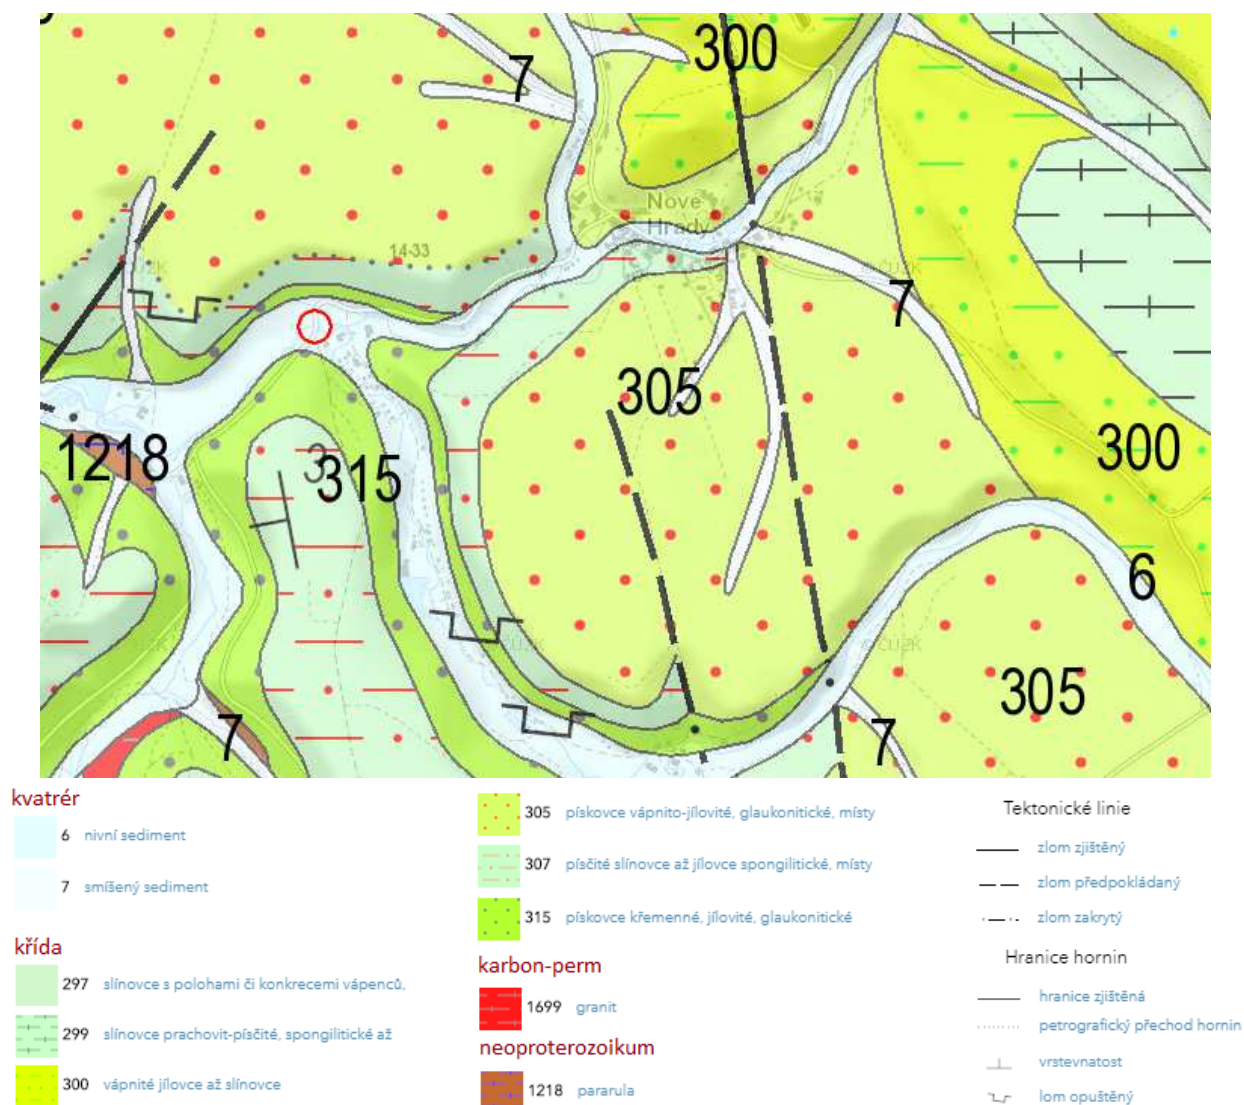 7
300
Nové
Hrady
14-33
7
305
300
1218
3
315
6
305
7
7
©ČÚZK
©ČÚZK
kvatrér
6 nivní sediment
7 smíšený sediment
křída
297 slínovce s polohami či konkrecemi vápenců,
299 slínovce prachovit-písčité, spongilitické až
300 vápnité jílovce až slínovce
305 pískovce vápnito-jílovité, glaukonitické, místy
307 písčité slínovce až jílovce spongilitické, místy
315 pískovce křemenné, jílovité, glaukonitické
karbon-perm
1699 granit
neoproterozoikum
1218 pararula
Tektonické linie
zlom zjištěný
zlom předpokládaný
zlom zakrytý
Hranice hornin
hranice zjištěná
petrografický přechod hornin
vrstevnatost
lom opuštěný